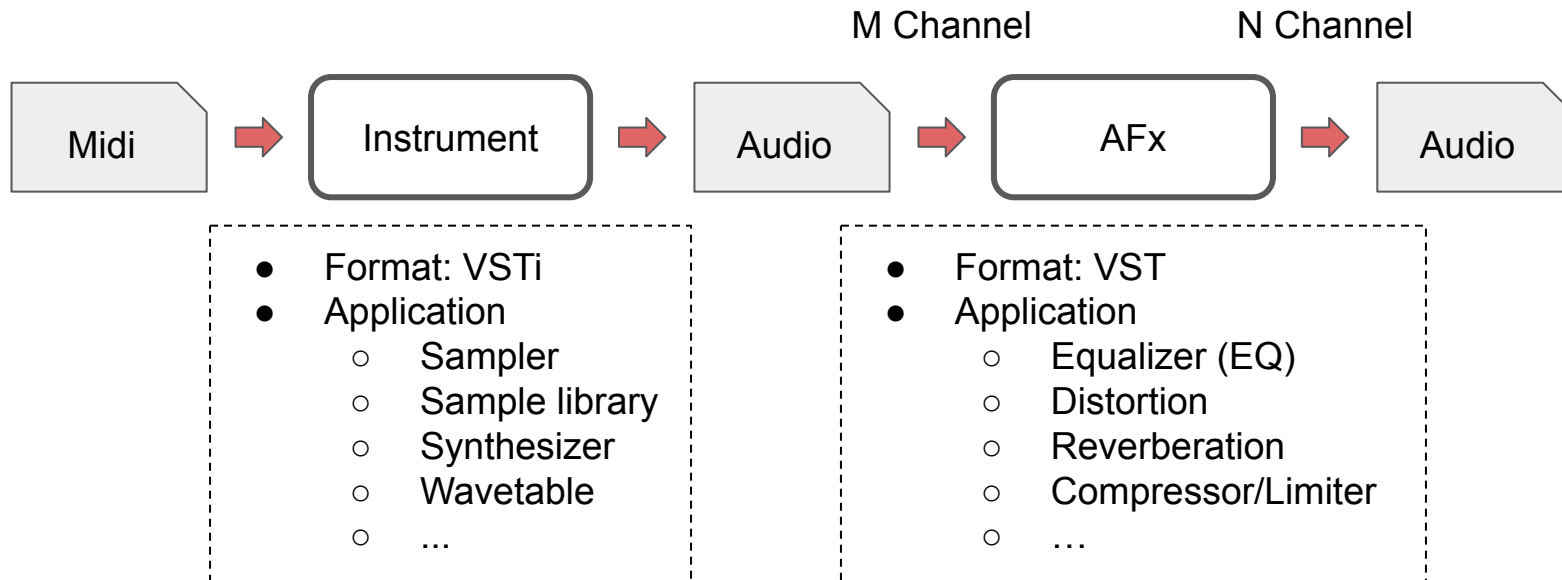 M Channel
N Channel
Midi
Instrument
Audio
AFx
Audio
● Format: VSTi
● Application
○ Sampler
○ Sample library
○ Synthesizer
○ Wavetable
○ ...
● Format: VST
● Application
○ Equalizer (EQ)
○ Distortion
○ Reverberation
○ Compressor/Limiter
○ …